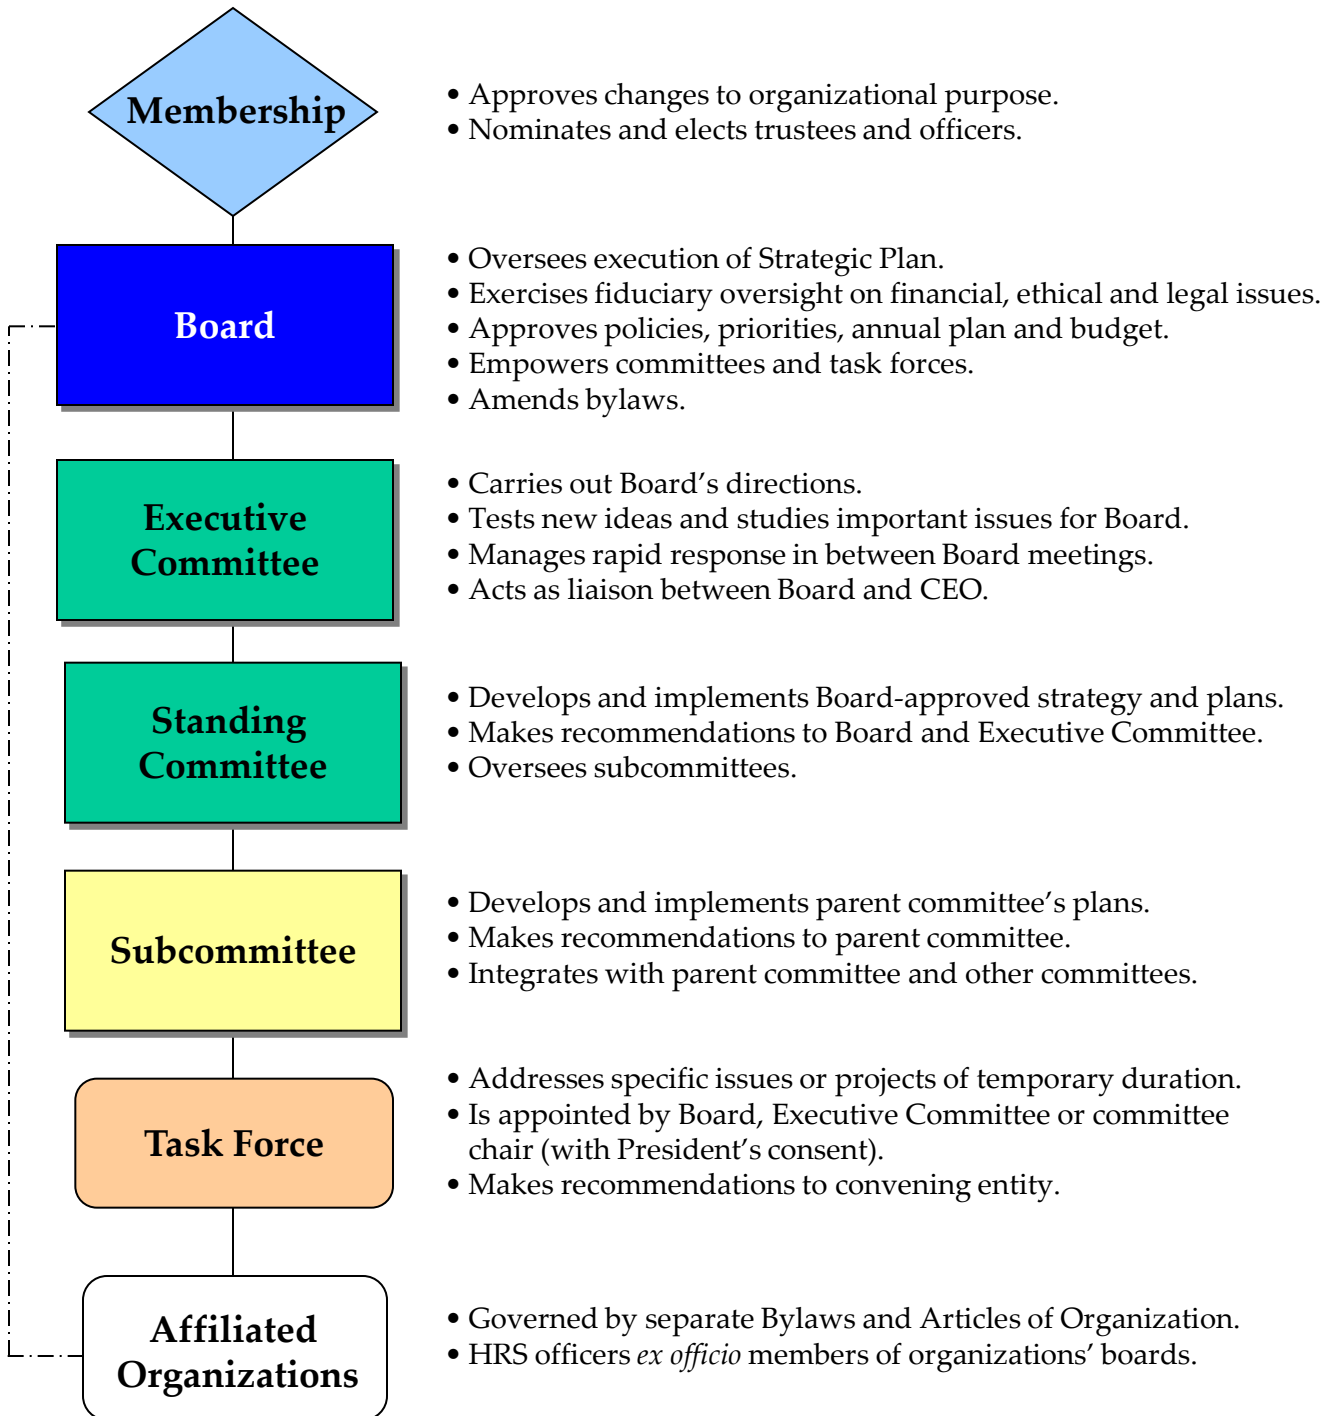 Membership
• Approves changes to organizational purpose.
• Nominates and elects trustees and officers.
Board
• Oversees execution of Strategic Plan.
• Exercises fiduciary oversight on financial, ethical and legal issues.
• Approves policies, priorities, annual plan and budget.
• Empowers committees and task forces.
• Amends bylaws.
Executive
Committee
• Carries out Board’s directions.
• Tests new ideas and studies important issues for Board.
• Manages rapid response in between Board meetings.
• Acts as liaison between Board and CEO.
Standing
Committee
• Develops and implements Board-approved strategy and plans.
• Makes recommendations to Board and Executive Committee.
• Oversees subcommittees.
Subcommittee
• Develops and implements parent committee’s plans.
• Makes recommendations to parent committee.
• Integrates with parent committee and other committees.
Task Force
• Addresses specific issues or projects of temporary duration.
• Is appointed by Board, Executive Committee or committee
chair (with President’s consent).
• Makes recommendations to convening entity.
Affiliated
Organizations
• Governed by separate Bylaws and Articles of Organization.
• HRS officers ex officio members of organizations’ boards.